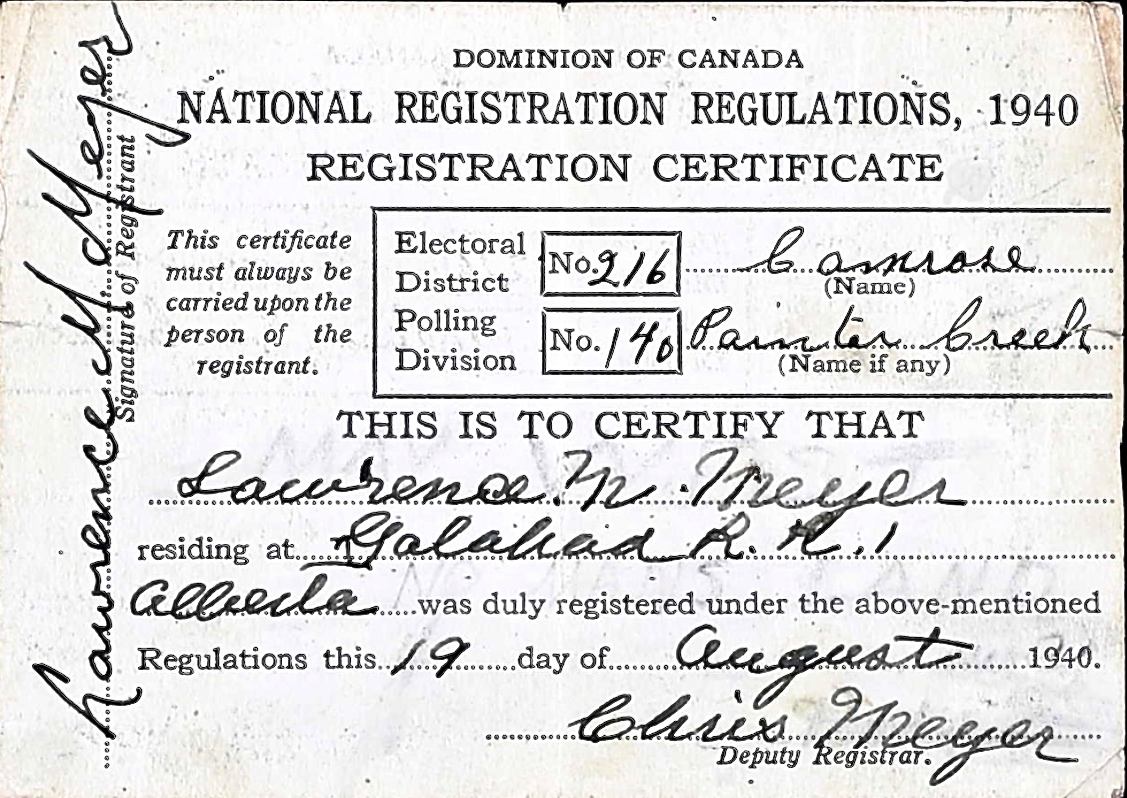 DOMINION OF CANADA
NATIONAL REGISTRATION REGULATIONS, 1940
REGISTRATION CERTIFICATE
This certificate
must always be
carried upon the
person of the
registrant.
Electoral
District
No. 216
Camrose
(Name)
Polling
Division
No. 140
Painter Creek
(Name if any)
THIS IS TO CERTIFY THAT
Lawrence M. Meyer
residing at Galahad R. R. 1
Alberta was duly registered under the above-mentioned
Regulations this 19 day of August 1940.
Chris Meyer
Deputy Registrar.
Lawrence M Meyer
Signature of Registrant